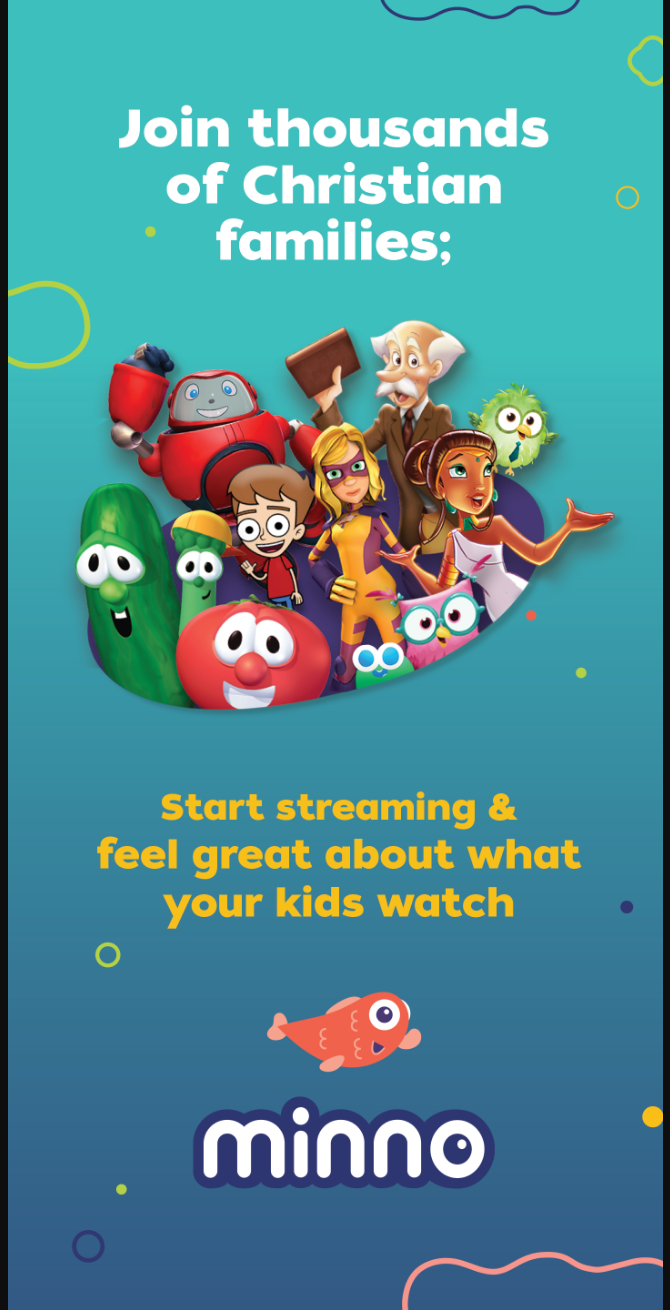 Join thousands
of Christian
families;
Start streaming &
feel great about what
your kids watch
minno